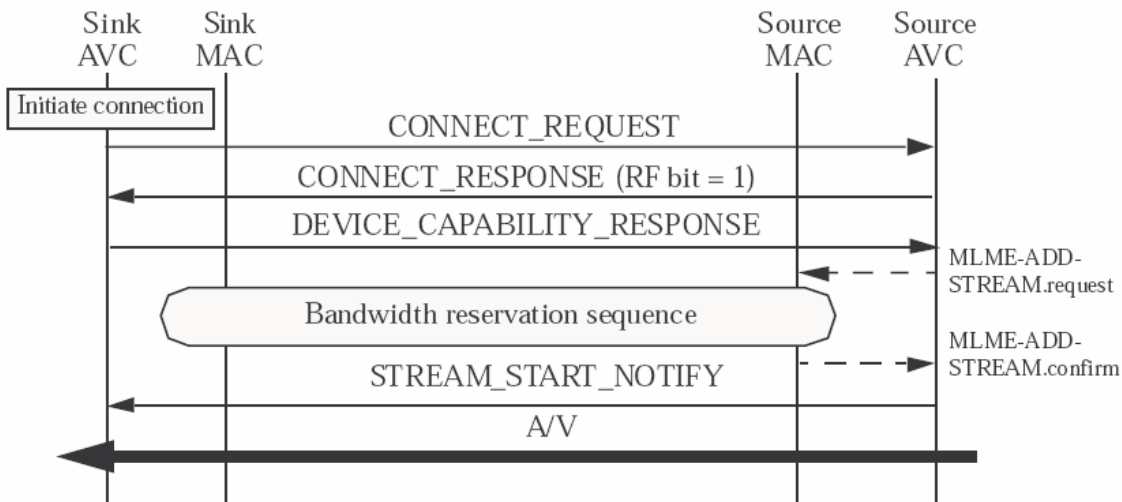 Sink
AVC
Sink
MAC
Source
MAC
Source
AVC
Initiate connection
CONNECT_REQUEST
CONNECT_RESPONSE (RF bit = 1)
DEVICE_CAPABILITY_RESPONSE
MLME-ADD-
STREAM.request
Bandwidth reservation sequence
MLME-ADD-
STREAM.confirm
STREAM_START_NOTIFY
A/V